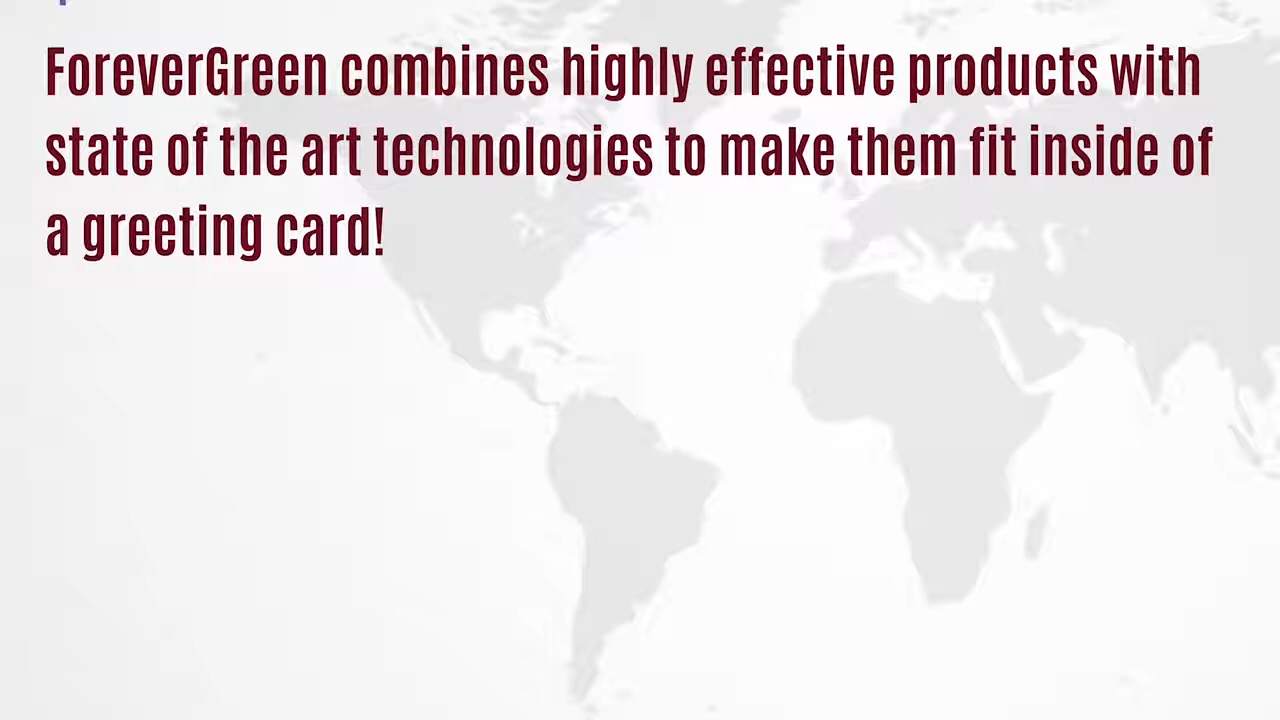 ForeverGreen combines highly effective products with
state of the art technologies to make them fit inside of
a greeting card!